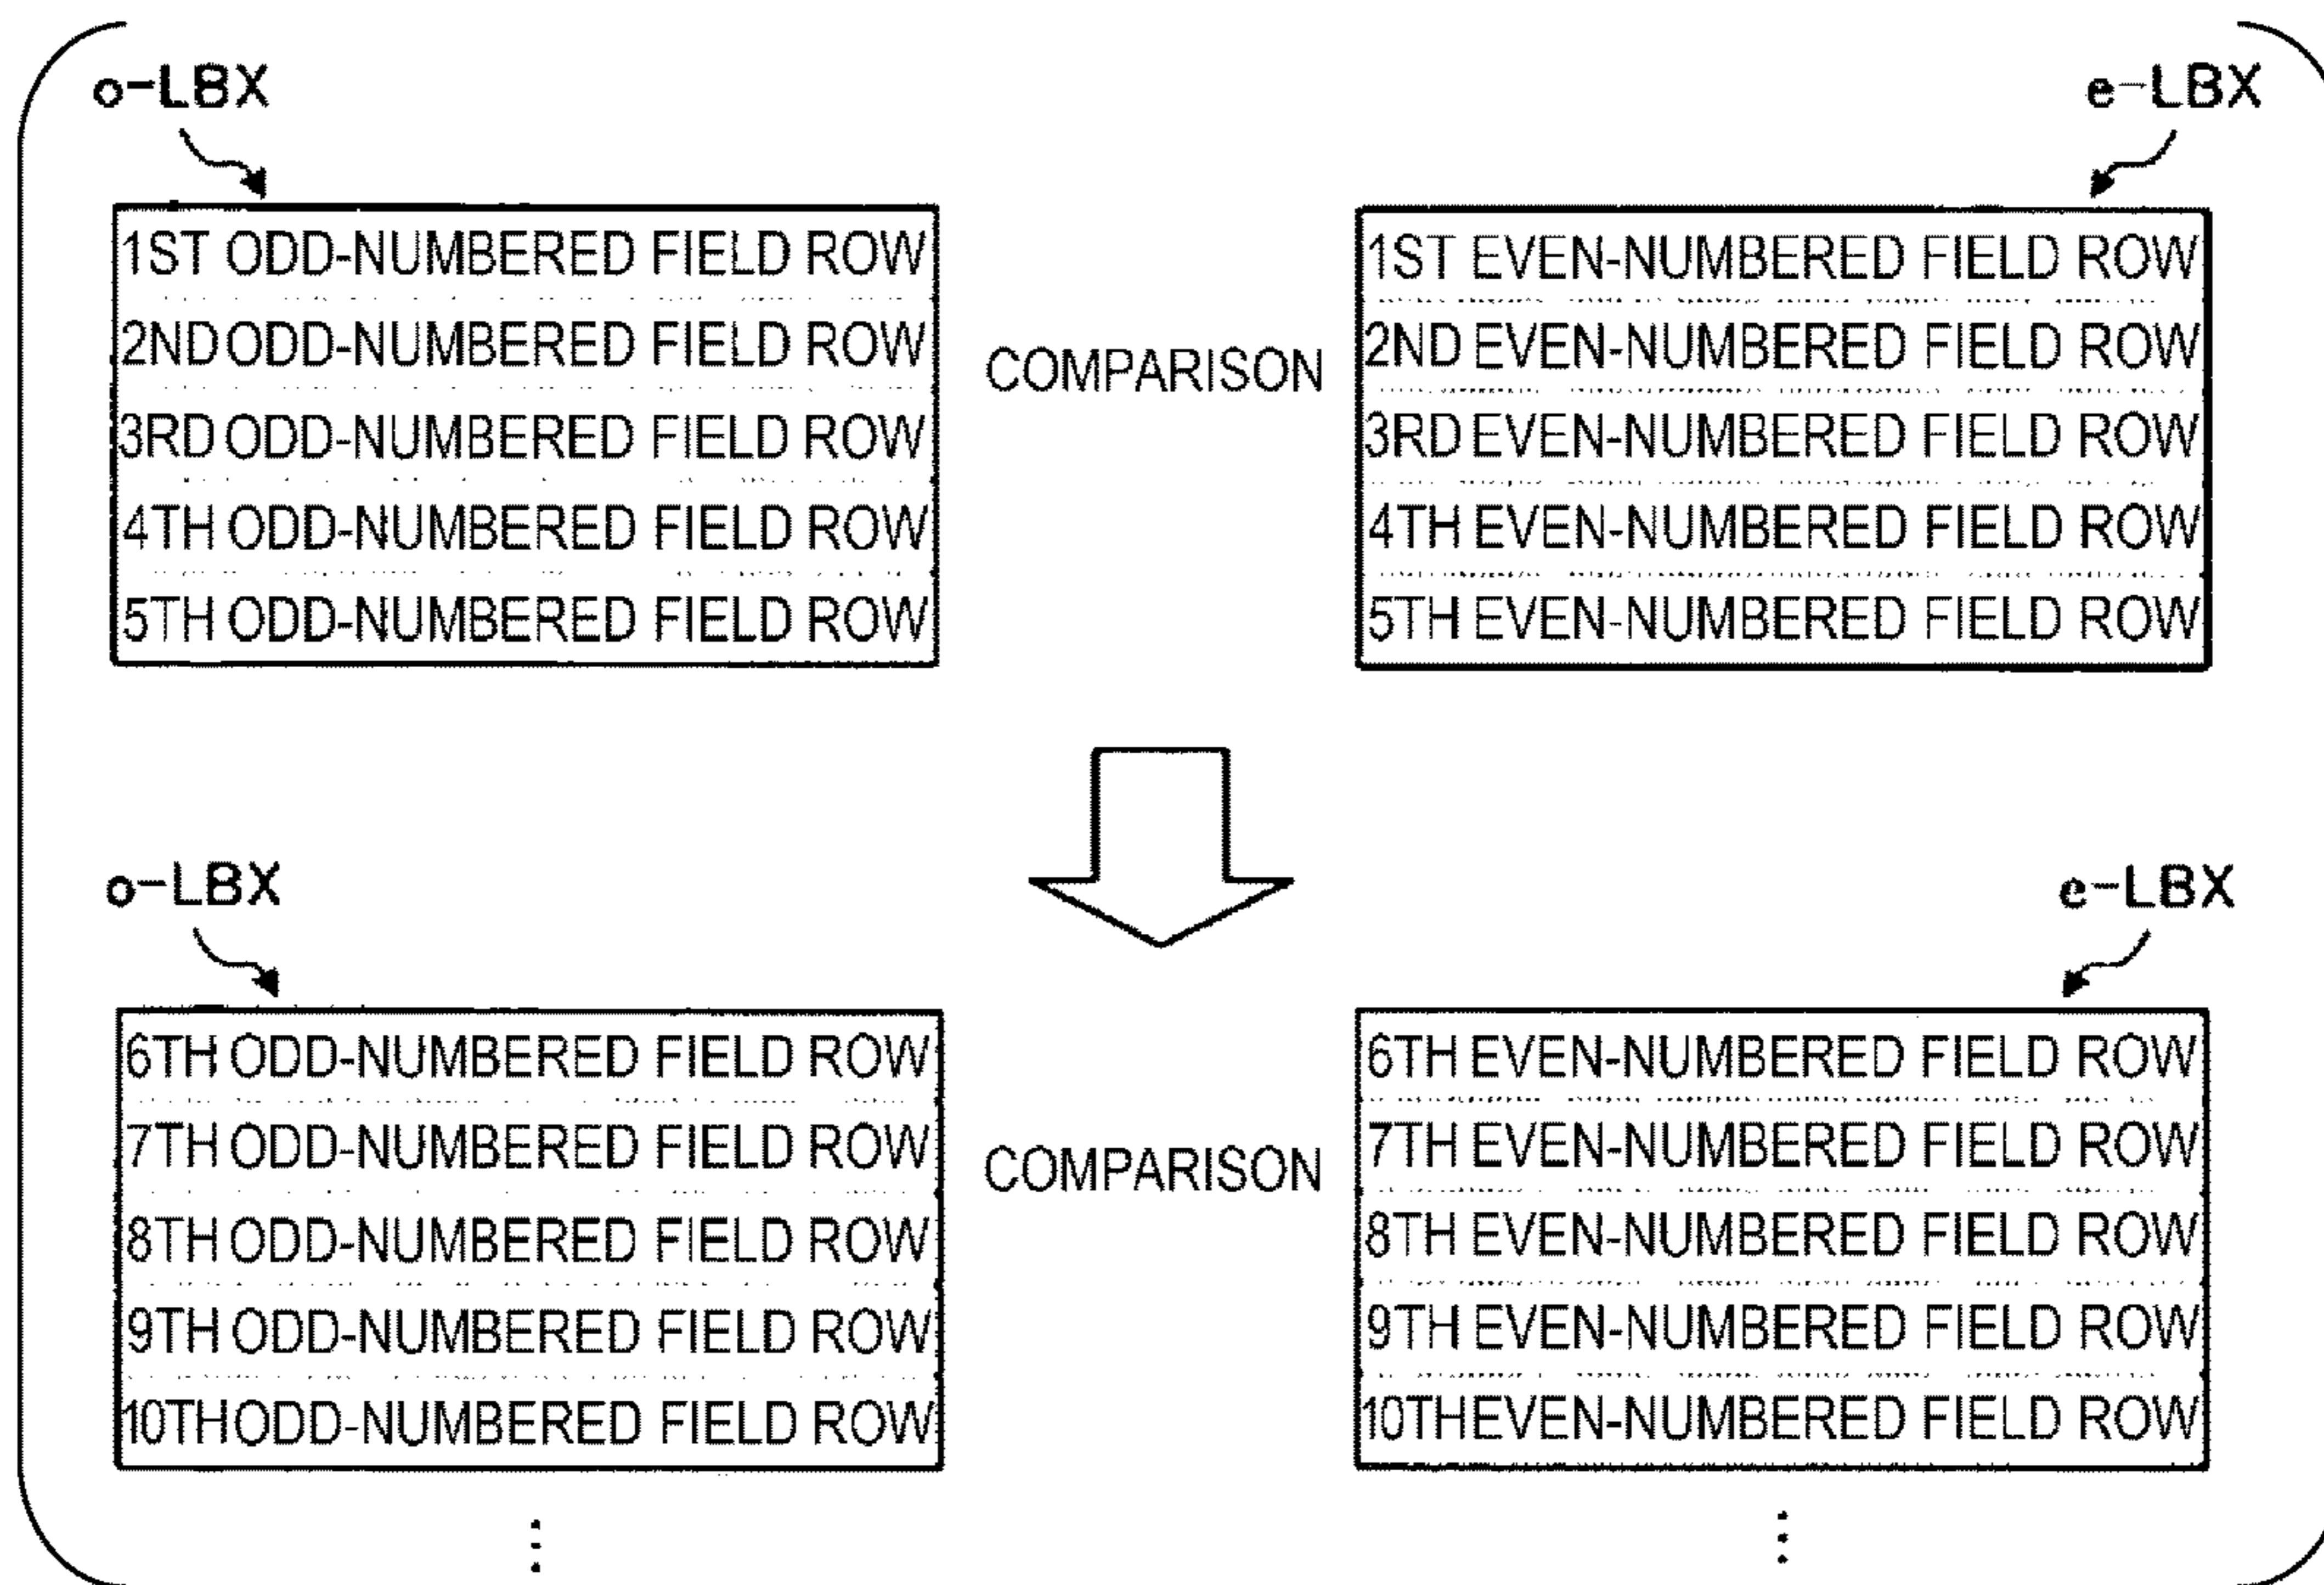 o-LBX
e-LBX
1ST ODD-NUMBERED FIELD ROW
2ND ODD-NUMBERED FIELD ROW
3RD ODD-NUMBERED FIELD ROW
4TH ODD-NUMBERED FIELD ROW
5TH ODD-NUMBERED FIELD ROW
COMPARISON
1ST EVEN-NUMBERED FIELD ROW
2ND EVEN-NUMBERED FIELD ROW
3RD EVEN-NUMBERED FIELD ROW
4TH EVEN-NUMBERED FIELD ROW
5TH EVEN-NUMBERED FIELD ROW
o-LBX
e-LBX
6TH ODD-NUMBERED FIELD ROW
7TH ODD-NUMBERED FIELD ROW
8TH ODD-NUMBERED FIELD ROW
9TH ODD-NUMBERED FIELD ROW
10TH ODD-NUMBERED FIELD ROW
COMPARISON
6TH EVEN-NUMBERED FIELD ROW
7TH EVEN-NUMBERED FIELD ROW
8TH EVEN-NUMBERED FIELD ROW
9TH EVEN-NUMBERED FIELD ROW
10TH EVEN-NUMBERED FIELD ROW